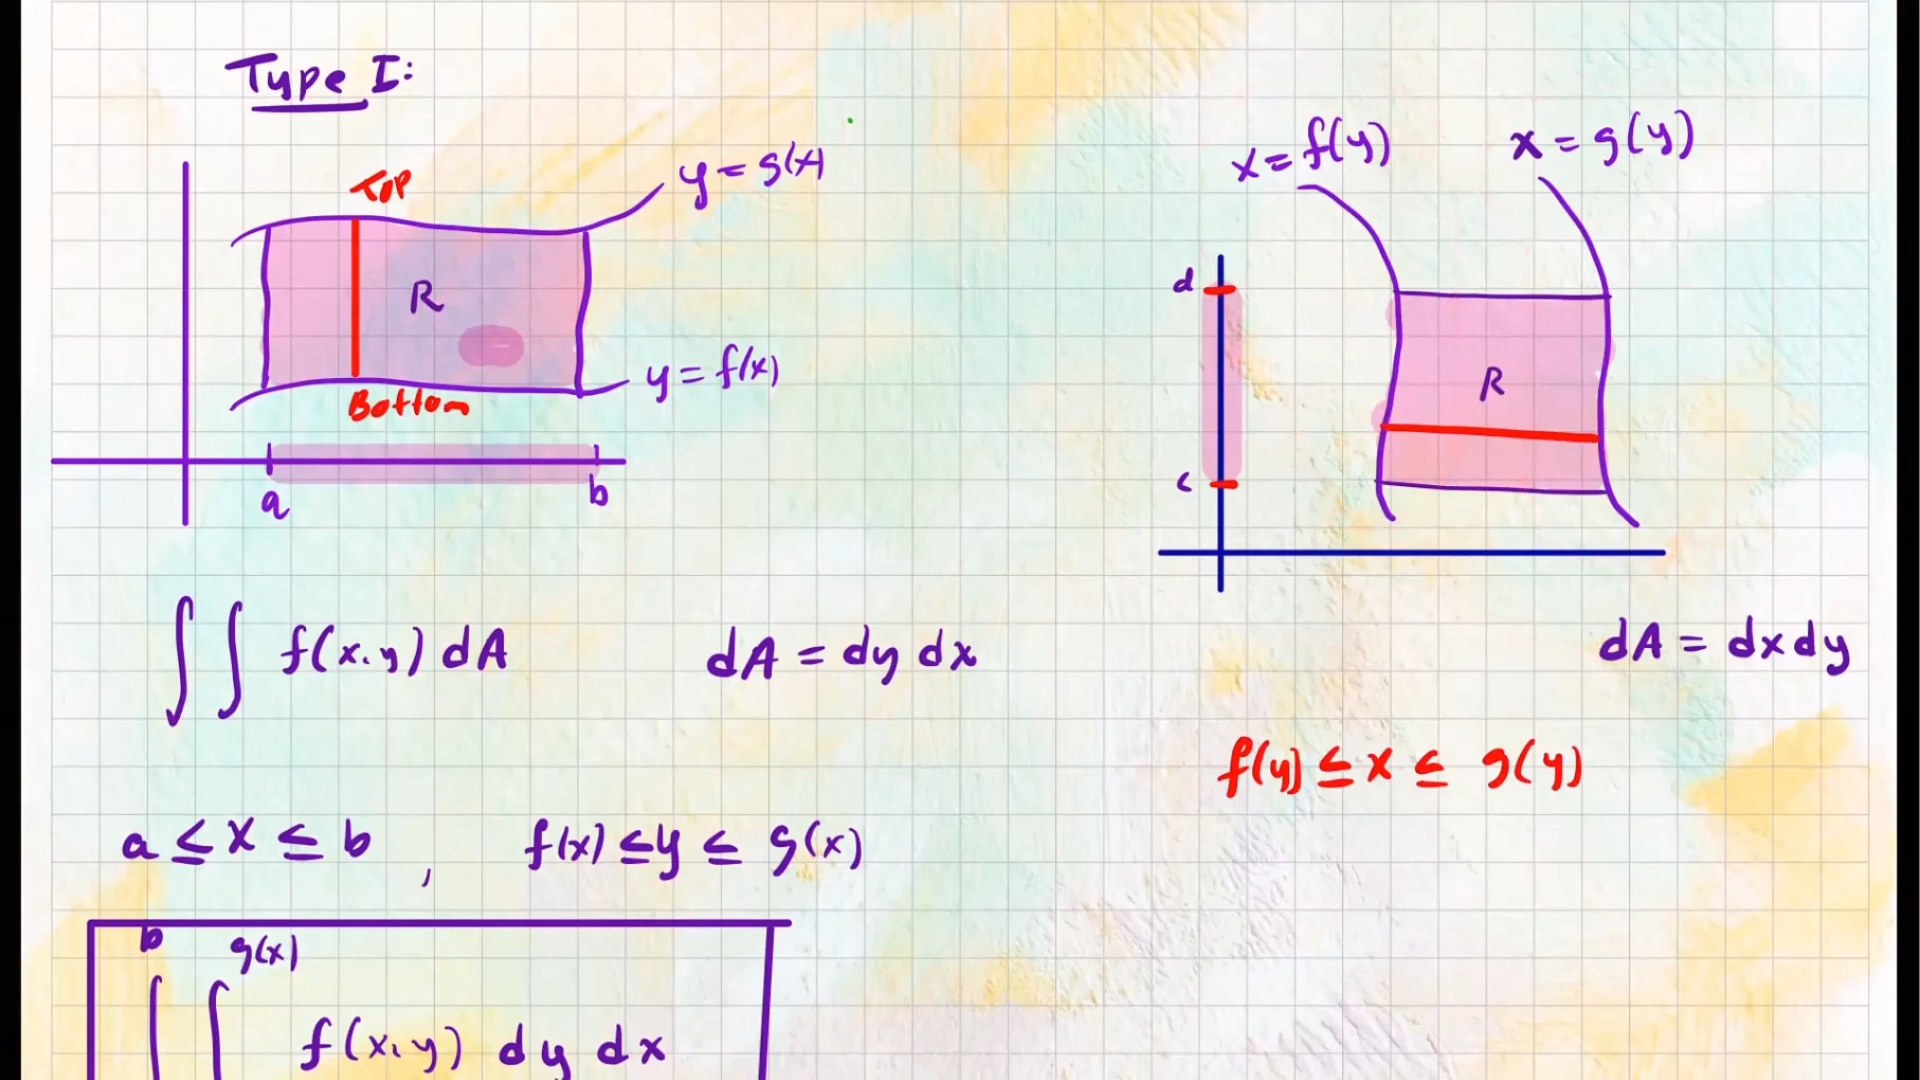 Type I:
Top
y = g(x)
R
y = f(x)
Bottom
a
b
x = f(y)
x = g(y)
d
R
c
∫∫ f(x,y) dA
dA = dy dx
dA = dx dy
f(y) ≤ x ≤ g(y)
a ≤ x ≤ b , f(x) ≤ y ≤ g(x)
b g(x)
∫ ∫ f(x,y) dy dx